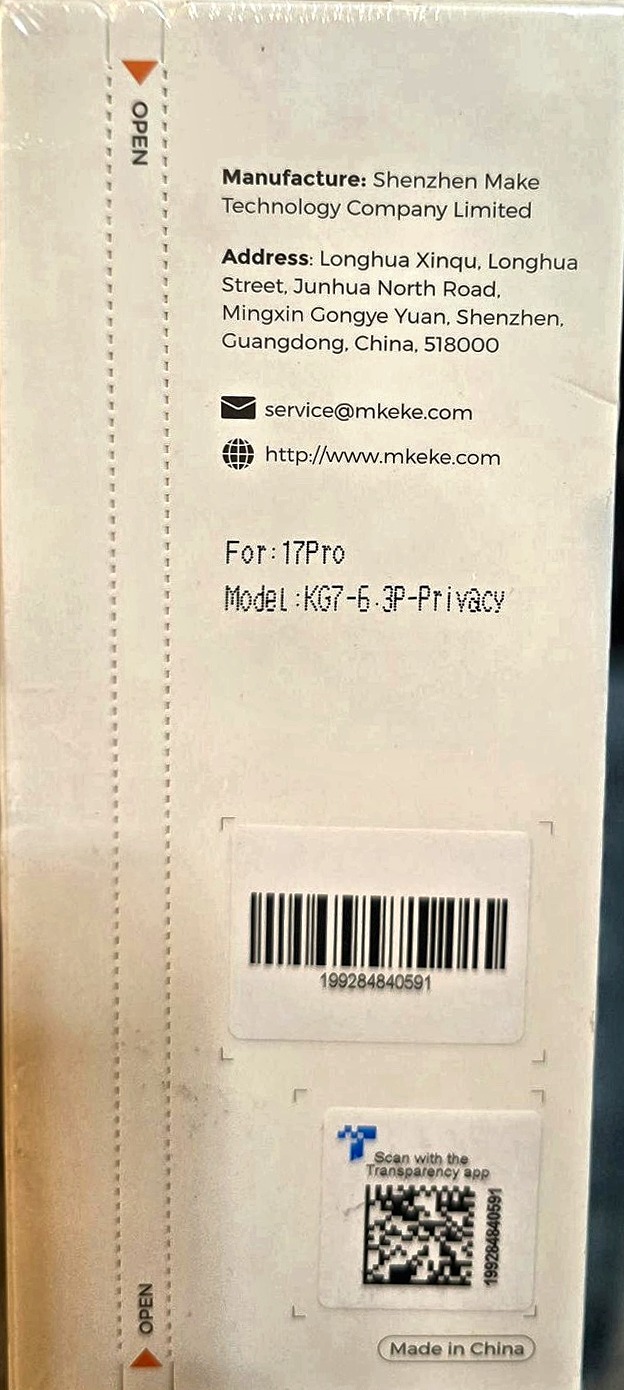 OPEN
Manufacture: Shenzhen Make
Technology Company Limited
Address: Longhua Xinqu, Longhua
Street, Junhua North Road,
Mingxin Gongye Yuan, Shenzhen,
Guangdong, China, 518000
service@mkeke.com
http://www.mkeke.com
For:17Pro
Model:KG7-6.3P-Privacy
199284840591
Scan with the
Transparency app
199284840591
OPEN
Made in China